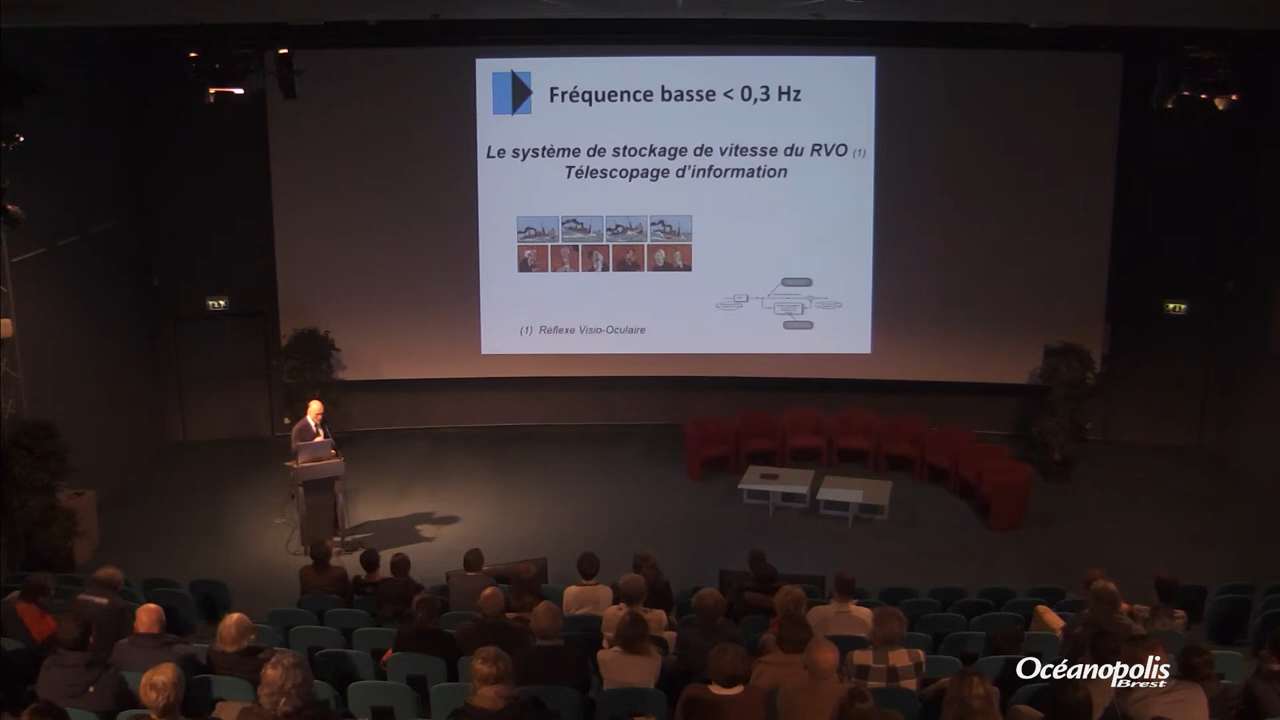 Fréquence basse < 0,3 Hz
Le système de stockage de vitesse du RVO (1)
Télescopage d'information
(1) Réflexe Visio-Oculaire
Océanopolis
Brest